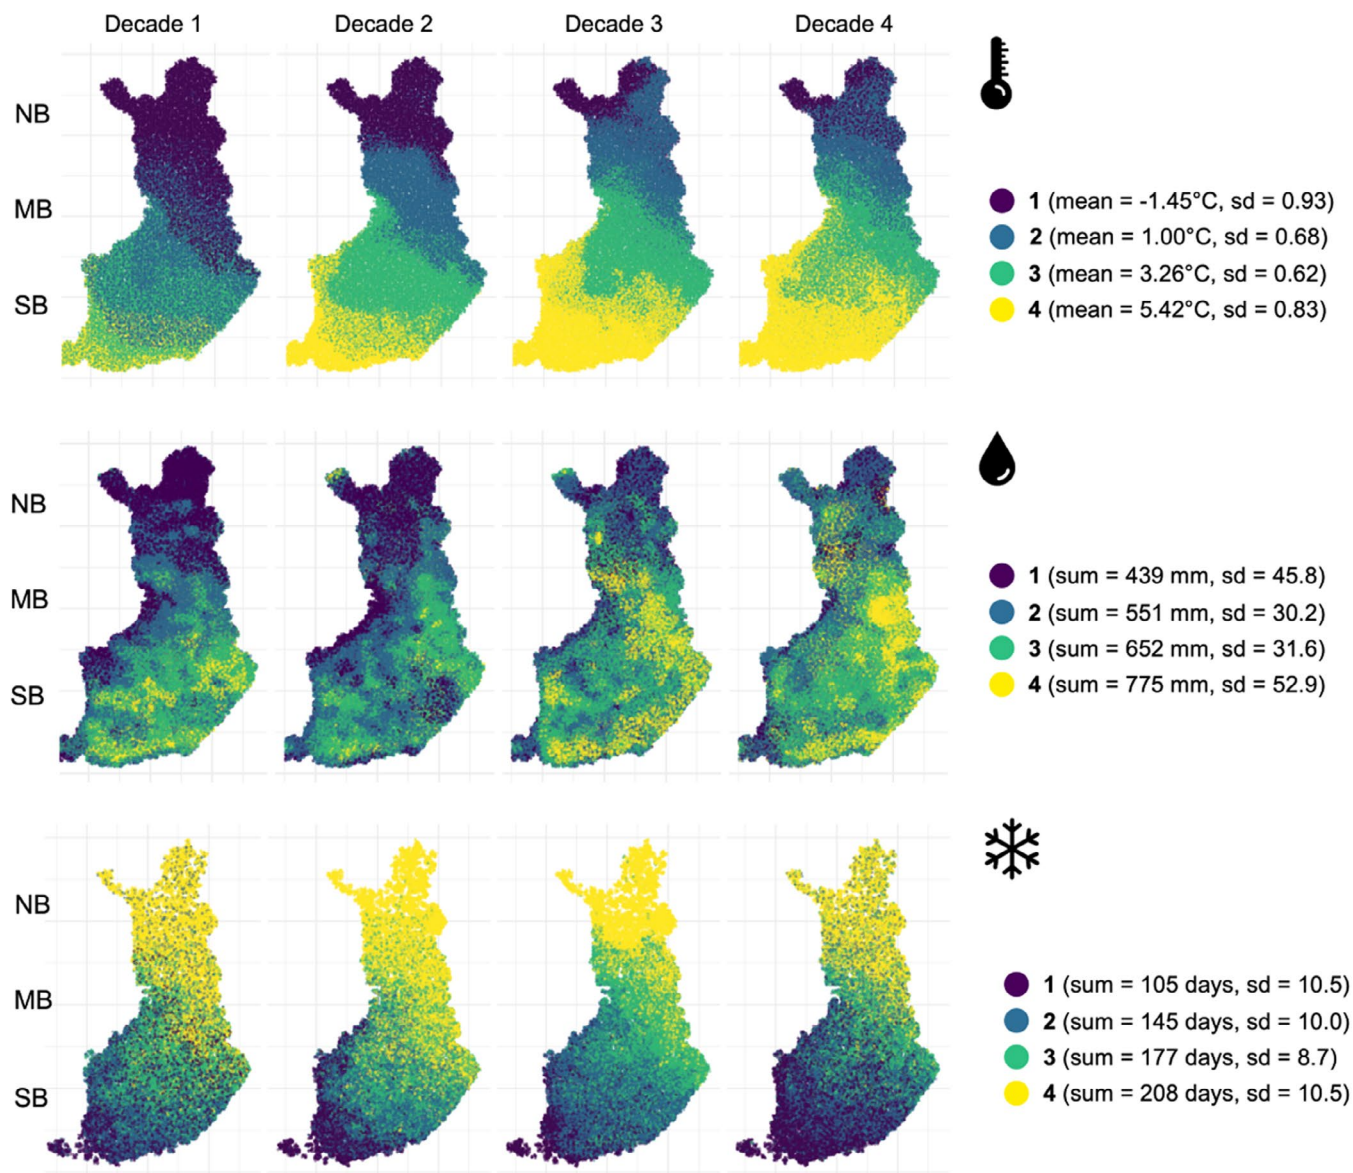 Decade 1 Decade 2 Decade 3 Decade 4
NB
MB
SB
1 (mean = -1.45°C, sd = 0.93)
2 (mean = 1.00°C, sd = 0.68)
3 (mean = 3.26°C, sd = 0.62)
4 (mean = 5.42°C, sd = 0.83)
NB
MB
SB
1 (sum = 439 mm, sd = 45.8)
2 (sum = 551 mm, sd = 30.2)
3 (sum = 652 mm, sd = 31.6)
4 (sum = 775 mm, sd = 52.9)
NB
MB
SB
1 (sum = 105 days, sd = 10.5)
2 (sum = 145 days, sd = 10.0)
3 (sum = 177 days, sd = 8.7)
4 (sum = 208 days, sd = 10.5)